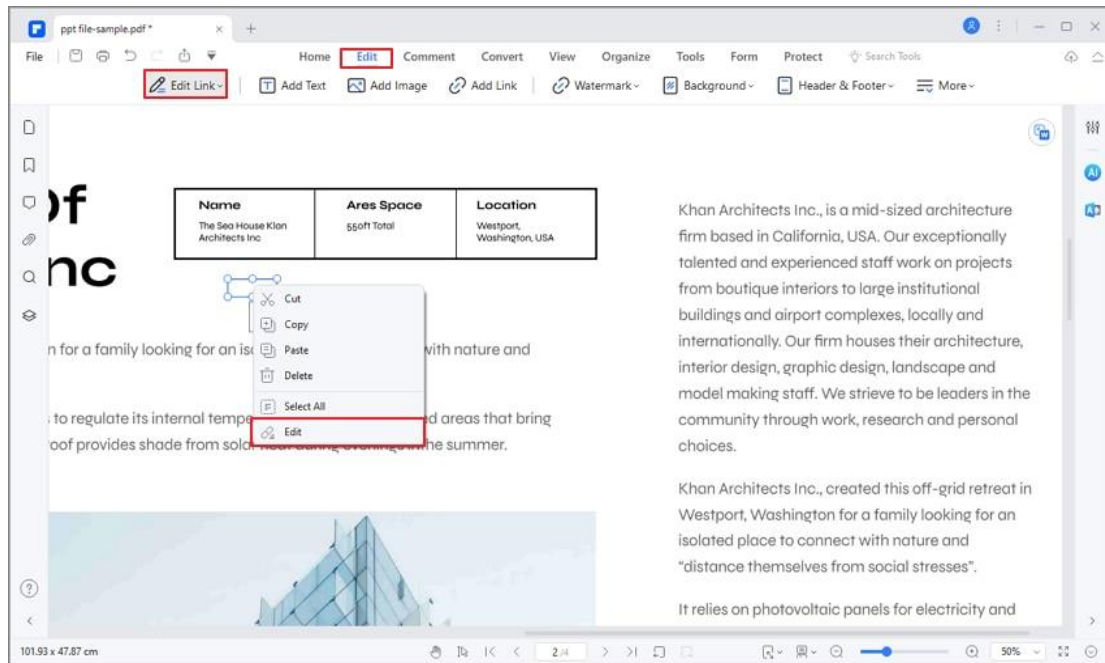 ppt file-sample.pdf *
File
Home Edit Comment Convert View Organize Tools Form Protect Search Tools
Edit Link Add Text Add Image Add Link Watermark Background Header & Footer More
Of
Inc
Name Ares Space Location
The Sea House Klan 55oft Total Westport,
Architects Inc Washington, USA
Cut
Copy
Paste
Delete
Select All
Edit
n for a family looking for an with nature and
s to regulate its internal d areas that bring
oof provides shade from the summer.
Khan Architects Inc., is a mid-sized architecture
firm based in California, USA. Our exceptionally
talented and experienced staff work on projects
from boutique interiors to large institutional
buildings and airport complexes, locally and
internationally. Our firm houses their architecture,
interior design, graphic design, landscape and
model making staff. We strieve to be leaders in the
community through work, research and personal
choices.
Khan Architects Inc., created this off-grid retreat in
Westport, Washington for a family looking for an
isolated place to connect with nature and
“distance themselves from social stresses”.
It relies on photovoltaic panels for electricity and
101.93 x 47.87 cm 2/4 50%